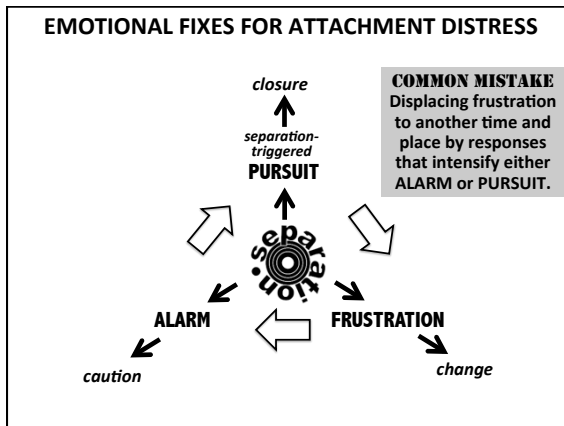 EMOTIONAL FIXES FOR ATTACHMENT DISTRESS
closure
separation-
triggered
PURSUIT
COMMON MISTAKE
Displacing frustration
to another time and
place by responses
that intensify either
ALARM or PURSUIT.
separation
ALARM
FRUSTRATION
caution
change